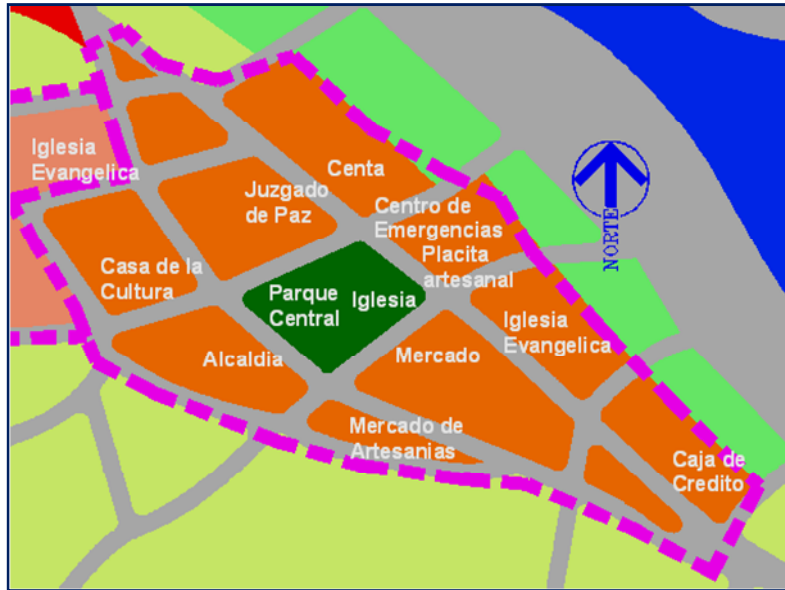 Iglesia
Evangelica
Centa
Juzgado
de Paz
Centro de
Emergencias
Placita
artesanal
NORTE
Casa de la
Cultura
Parque
Central
Iglesia
Iglesia
Evangelica
Alcaldia
Mercado
Mercado de
Artesanias
Caja de
Credito